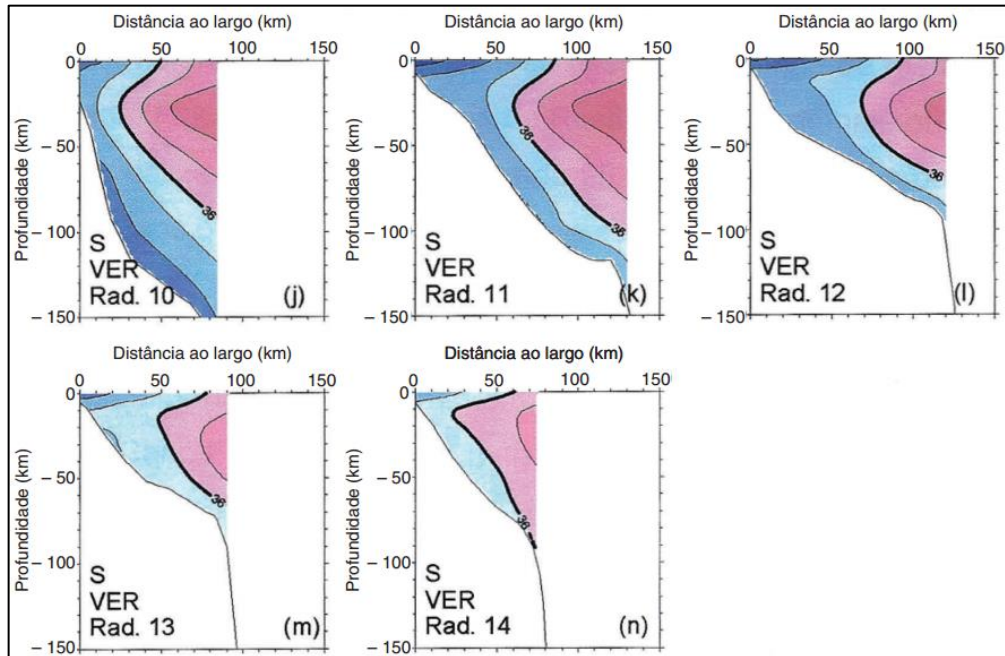 Distância ao largo (km)
0 50 100 150
Profundidade (km)
0
– 50
– 100
– 150
S
VER
Rad. 10
(j)
36
Distância ao largo (km)
0 50 100 150
Profundidade (km)
0
– 50
– 100
– 150
S
VER
Rad. 11
(k)
36
Distância ao largo (km)
0 50 100 150
Profundidade (km)
0
– 50
– 100
– 150
S
VER
Rad. 12
(l)
36
Distância ao largo (km)
0 50 100 150
Profundidade (km)
0
– 50
– 100
– 150
S
VER
Rad. 13
(m)
36
Distância ao largo (km)
0 50 100 150
Profundidade (km)
0
– 50
– 100
– 150
S
VER
Rad. 14
(n)
36